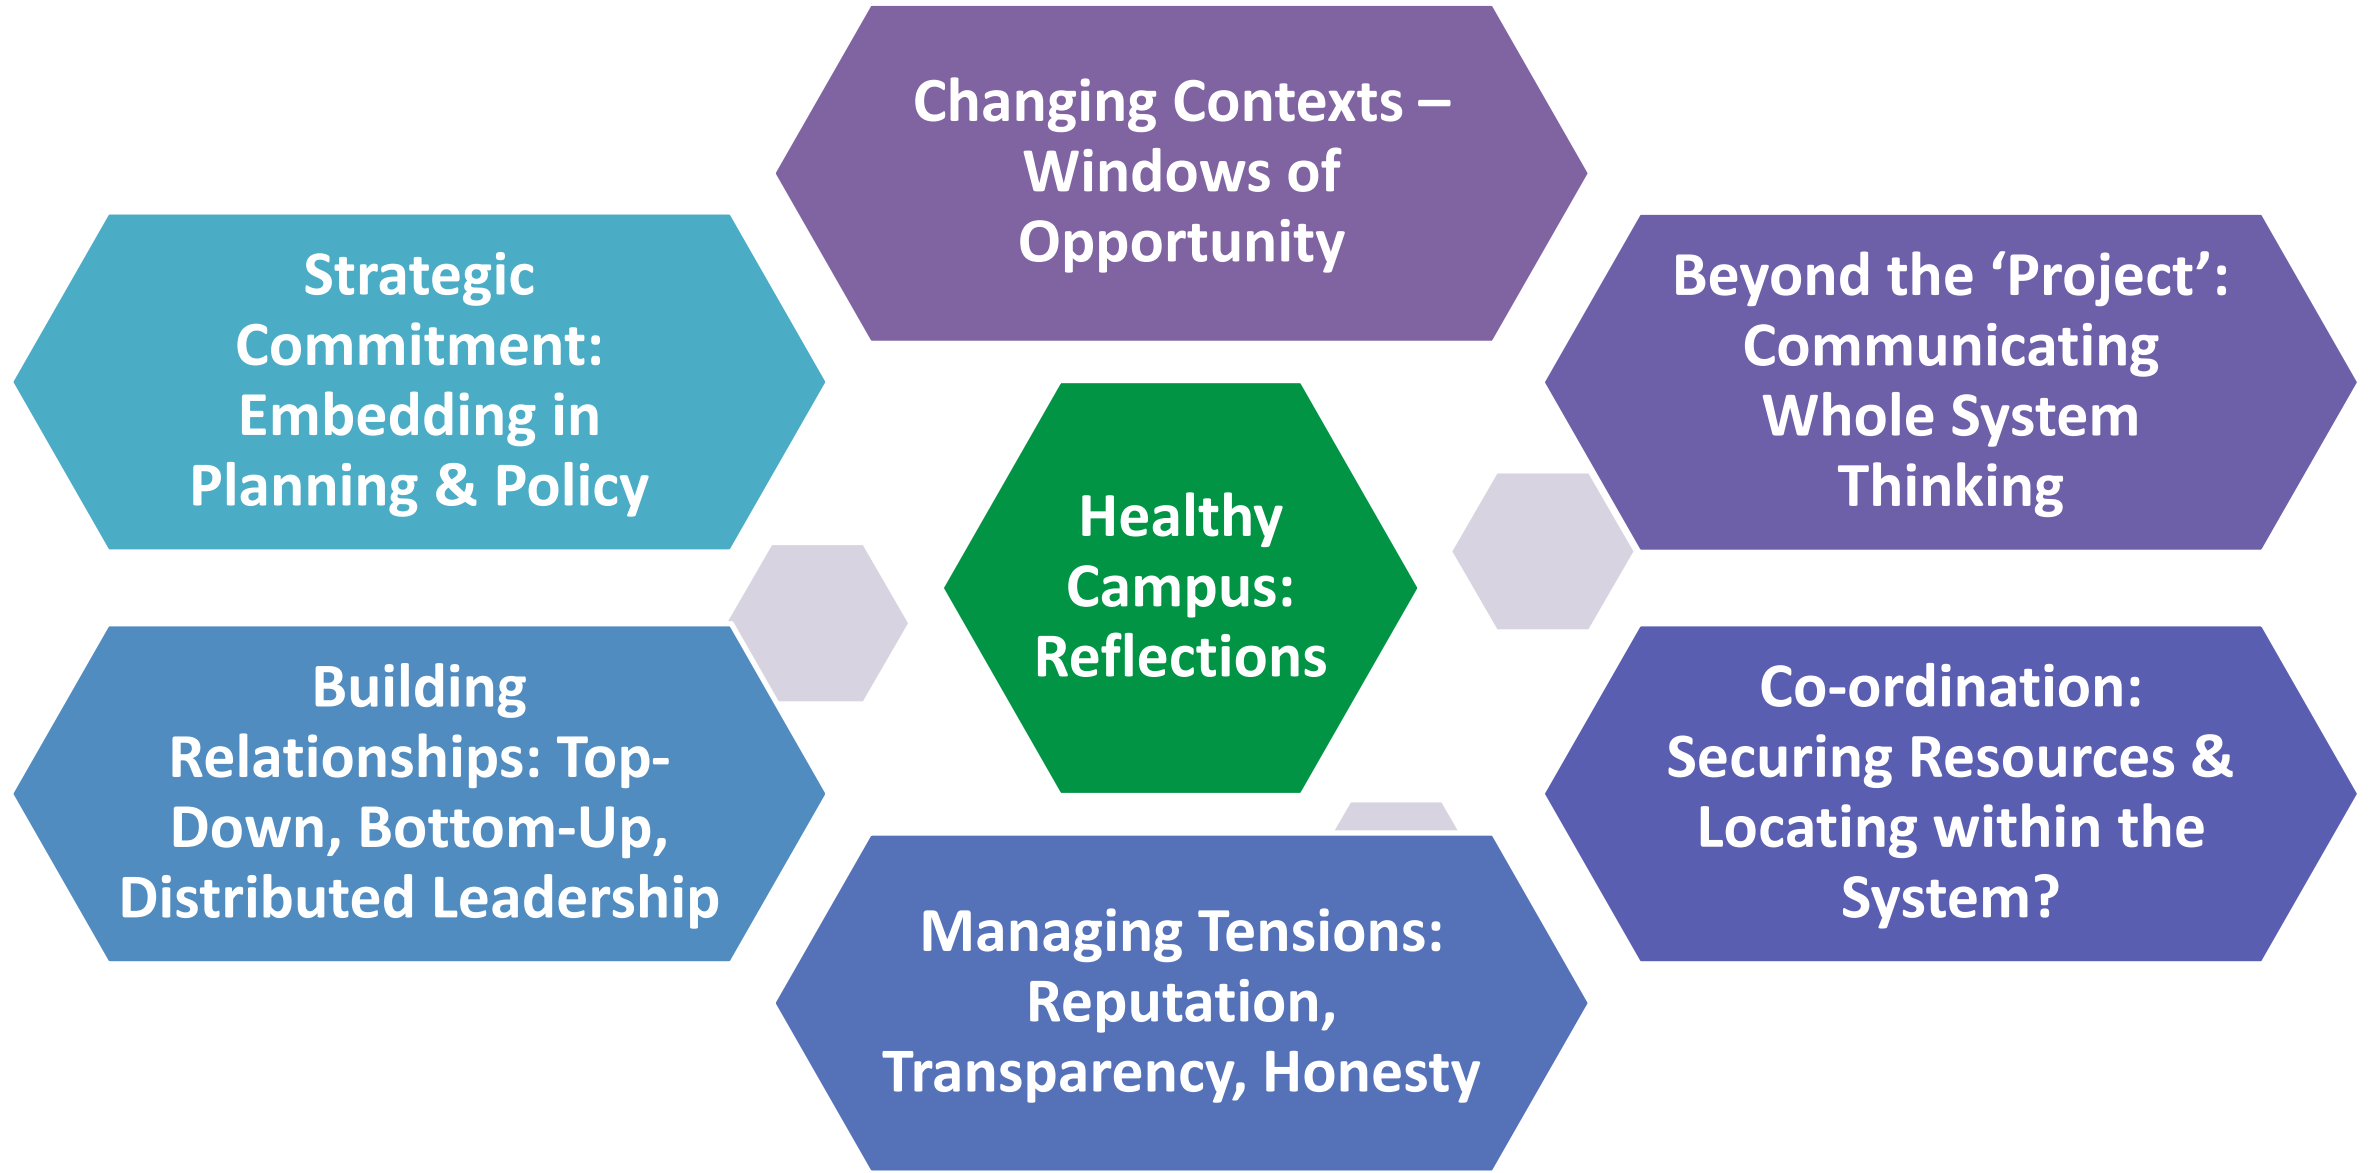 Changing Contexts –
Windows of
Opportunity
Strategic
Commitment:
Embedding in
Planning & Policy
Beyond the ‘Project’:
Communicating
Whole System
Thinking
Healthy
Campus:
Reflections
Building
Relationships: Top-
Down, Bottom-Up,
Distributed Leadership
Co-ordination:
Securing Resources &
Locating within the
System?
Managing Tensions:
Reputation,
Transparency, Honesty